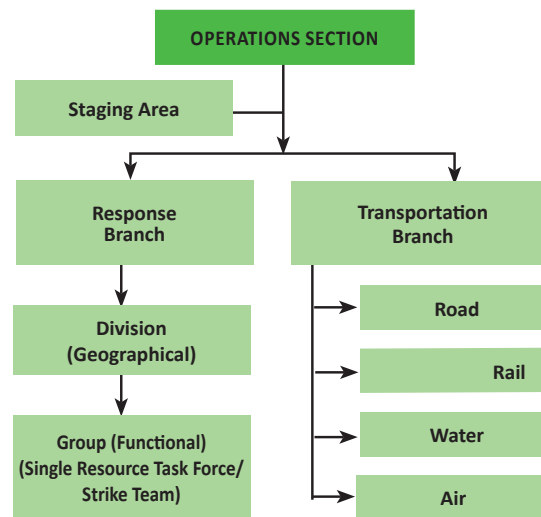 OPERATIONS SECTION
Staging Area
Response
Branch
Transportation
Branch
Division
(Geographical)
Group (Functional)
(Single Resource Task Force/
Strike Team)
Road
Rail
Water
Air